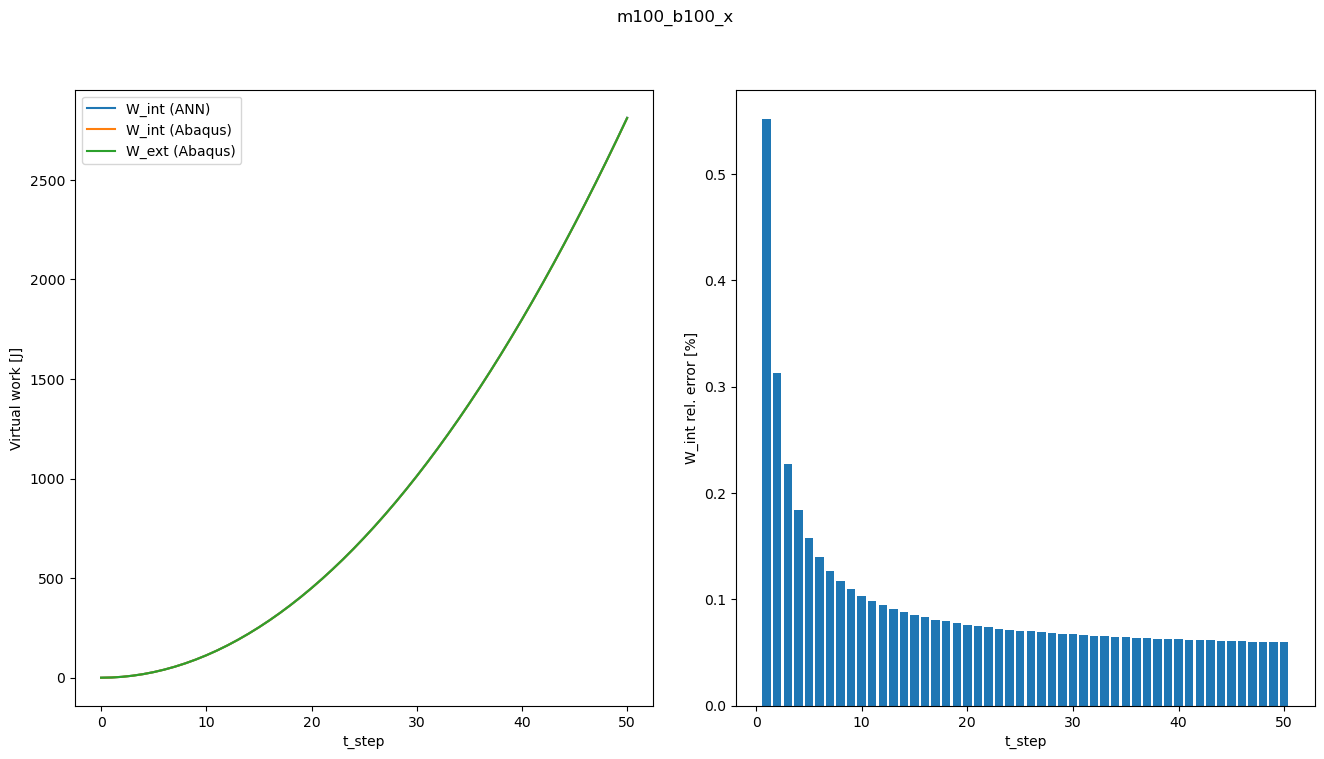 m100_b100_x
W_int (ANN)
W_int (Abaqus)
W_ext (Abaqus)
Virtual work [J]
2500
2000
1500
1000
500
0
0 10 20 30 40 50
t_step
W_int rel. error [%]
0.5
0.4
0.3
0.2
0.1
0.0
0 10 20 30 40 50
t_step